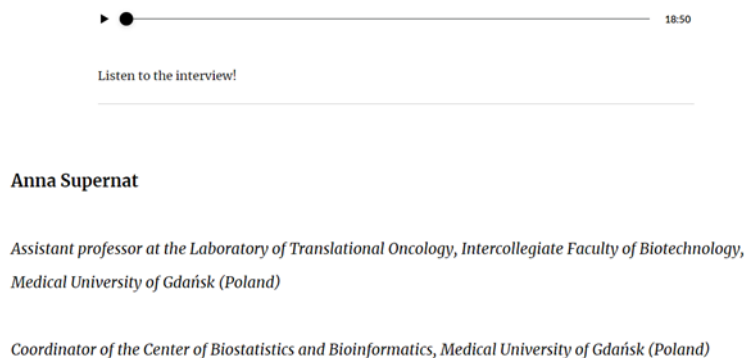 18:50
Listen to the interview!
Anna Supernat
Assistant professor at the Laboratory of Translational Oncology, Intercollegiate Faculty of Biotechnology,
Medical University of Gdańsk (Poland)
Coordinator of the Center of Biostatistics and Bioinformatics, Medical University of Gdańsk (Poland)